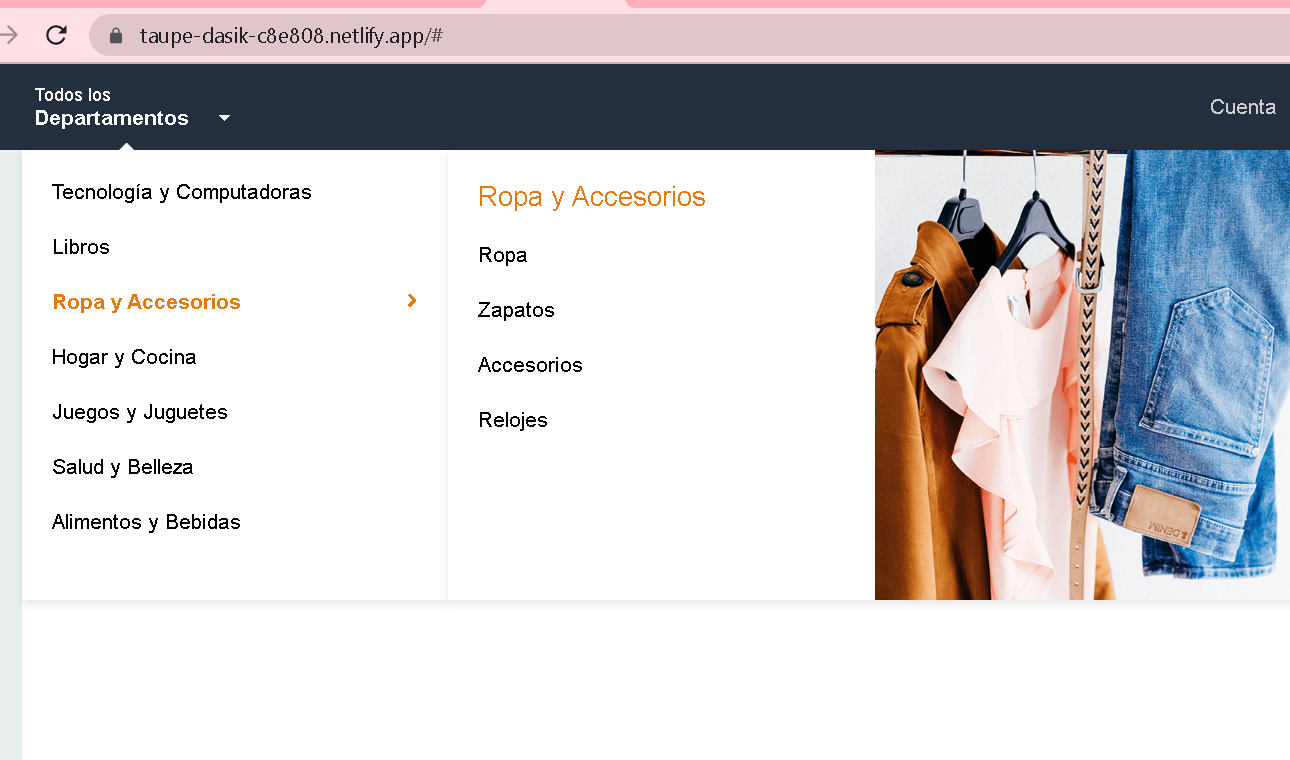 taupe-dasik-c8e808.netlify.app/#
Todos los
Departamentos
Cuenta
Tecnología y Computadoras
Libros
Ropa y Accesorios
Hogar y Cocina
Juegos y Juguetes
Salud y Belleza
Alimentos y Bebidas
Ropa y Accesorios
Ropa
Zapatos
Accesorios
Relojes
DENIM